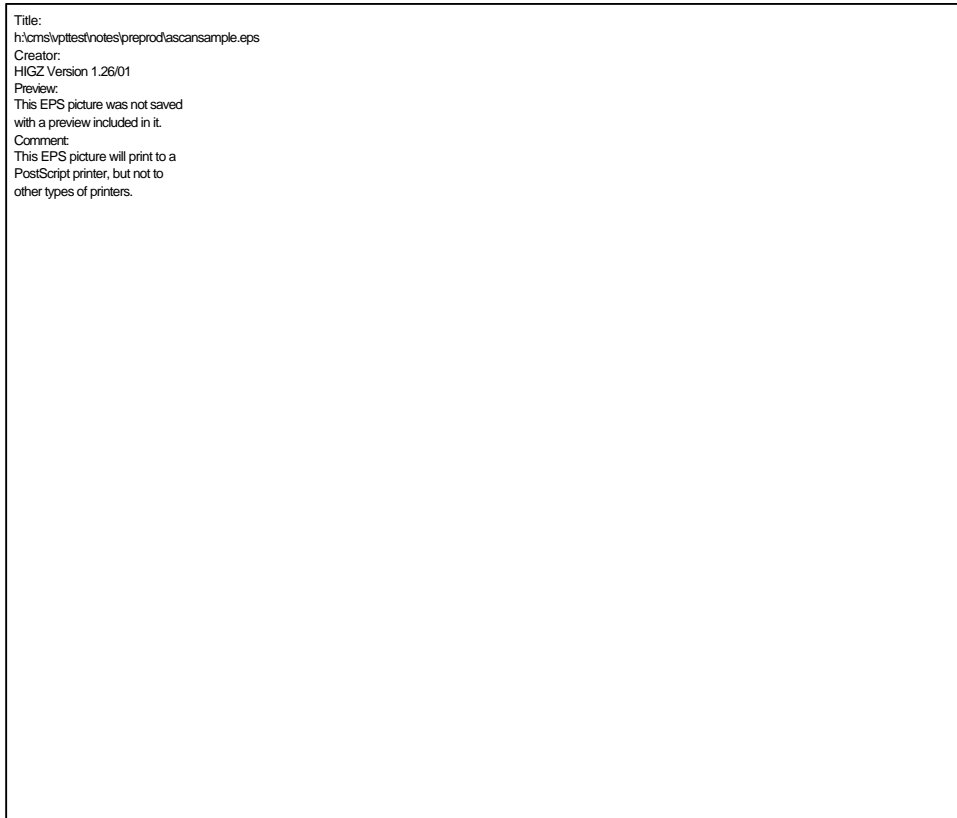 Title:
h:\cms\vpttest\notes\preprod\ascansample.eps
Creator:
HIGZ Version 1.26/01
Preview:
This EPS picture was not saved
with a preview included in it.
Comment:
This EPS picture will print to a
PostScript printer, but not to
other types of printers.